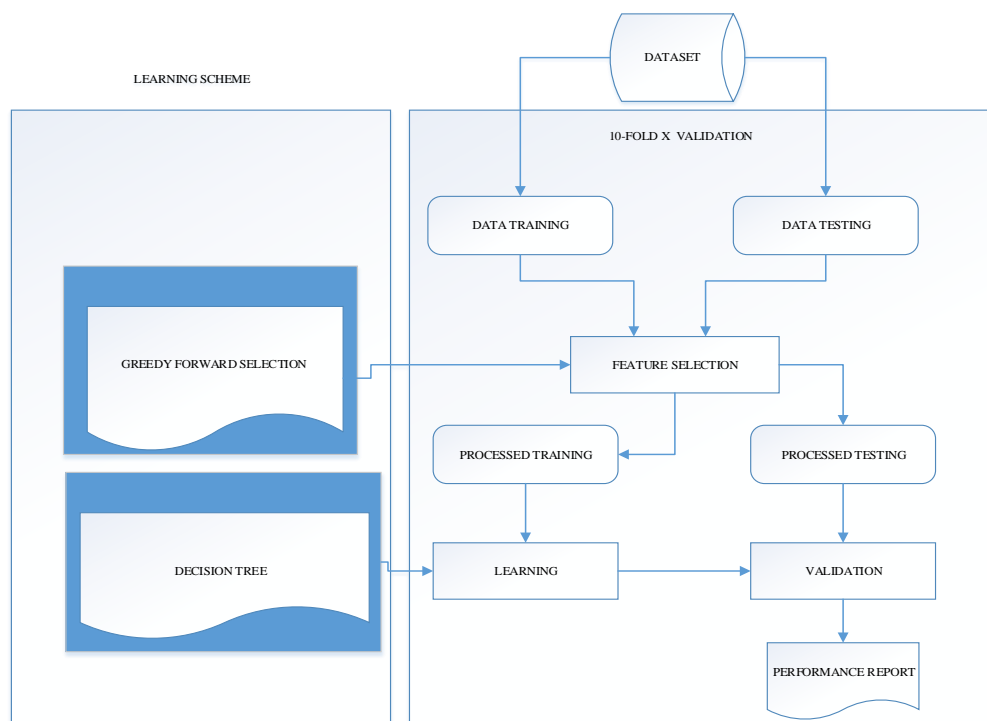 DATASET
LEARNING SCHEME
10-FOLD X VALIDATION
DATA TRAINING
DATA TESTING
GREEDY FORWARD SELECTION
FEATURE SELECTION
PROCESSED TRAINING
PROCESSED TESTING
DECISION TREE
LEARNING
VALIDATION
PERFORMANCE REPORT